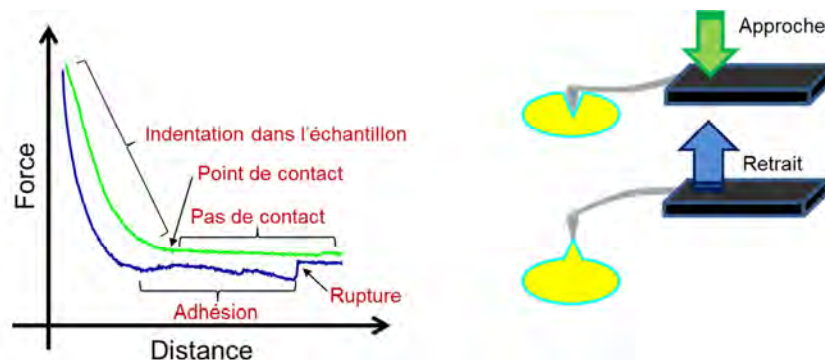 Force
Indentation dans l'échantillon
Point de contact
Pas de contact
Adhésion
Rupture
Distance
Approche
Retrait